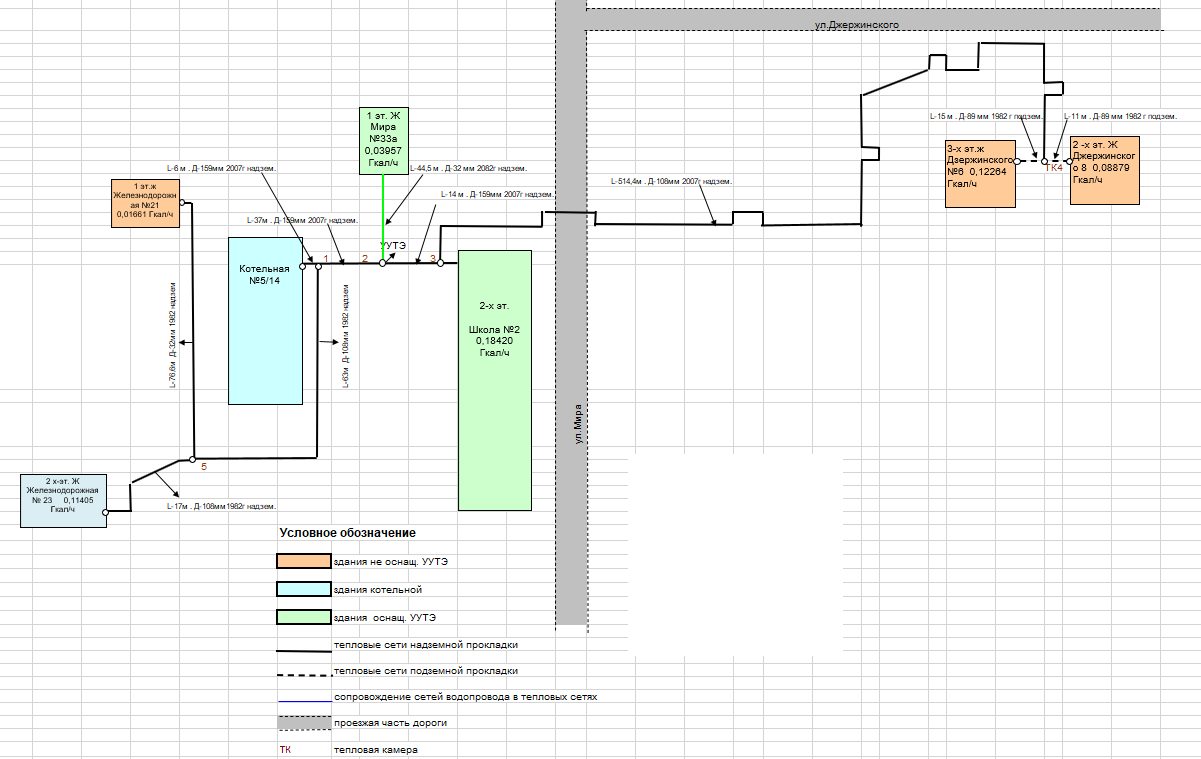 ул.Джержинского
1 эт. Ж
Мира
№33а
0,03957
Гкал/ч
L-15 м . Д-89 мм 1982 г подзем.
L-11 м . Д-89 мм 1982 г подзем.
3-х эт.ж
Дзержинского
№6 0,12264
Гкал/ч
ТК4
2 -х эт. Ж
Джержинског
о 8 0,08879
Гкал/ч
L-6 м . Д-159мм 2007г надзем.
L-44,5 м . Д-32 мм 2082г надзем.
L-14 м . Д-159мм 2007г надзем.
L-514,4м . Д-108мм 2007г надзем.
1 эт.ж
Железнодорожн
ая №21
0,01661 Гкал/ч
L-37м . Д-159мм 2007г надзем.
УУТЭ
1
2
3
Котельная
№5/14
2-х эт.
Школа №2
0,18420
Гкал/ч
L-76,6м Д-32мм 1982 надзем
L-63м Д-108мм 1982 надзем
ул.Мира
5
2 х-эт. Ж
Железнодорожная
№ 23 0,11405
Гкал/ч
L-17м . Д-108мм1982г надзем.
Условное обозначение
здания не оснащ. УУТЭ
здания котельной
здания оснащ. УУТЭ
тепловые сети надземной прокладки
тепловые сети подземной прокладки
сопровождение сетей водопровода в тепловых сетях
проезжая часть дороги
ТК тепловая камера